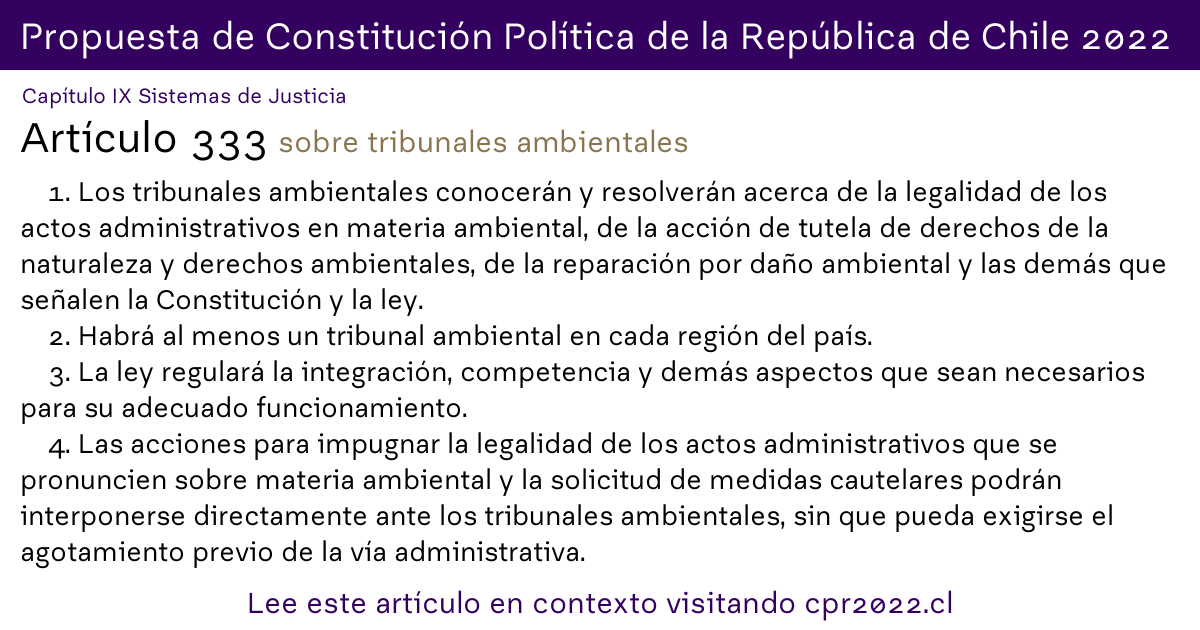 Propuesta de Constitución Política de la República de Chile 2022
Capítulo IX Sistemas de Justicia
Artículo 333 sobre tribunales ambientales
1. Los tribunales ambientales conocerán y resolverán acerca de la legalidad de los
actos administrativos en materia ambiental, de la acción de tutela de derechos de la
naturaleza y derechos ambientales, de la reparación por daño ambiental y las demás que
señalen la Constitución y la ley.
2. Habrá al menos un tribunal ambiental en cada región del país.
3. La ley regulará la integración, competencia y demás aspectos que sean necesarios
para su adecuado funcionamiento.
4. Las acciones para impugnar la legalidad de los actos administrativos que se
pronuncien sobre materia ambiental y la solicitud de medidas cautelares podrán
interponerse directamente ante los tribunales ambientales, sin que pueda exigirse el
agotamiento previo de la vía administrativa.
Lee este artículo en contexto visitando cpr2022.cl